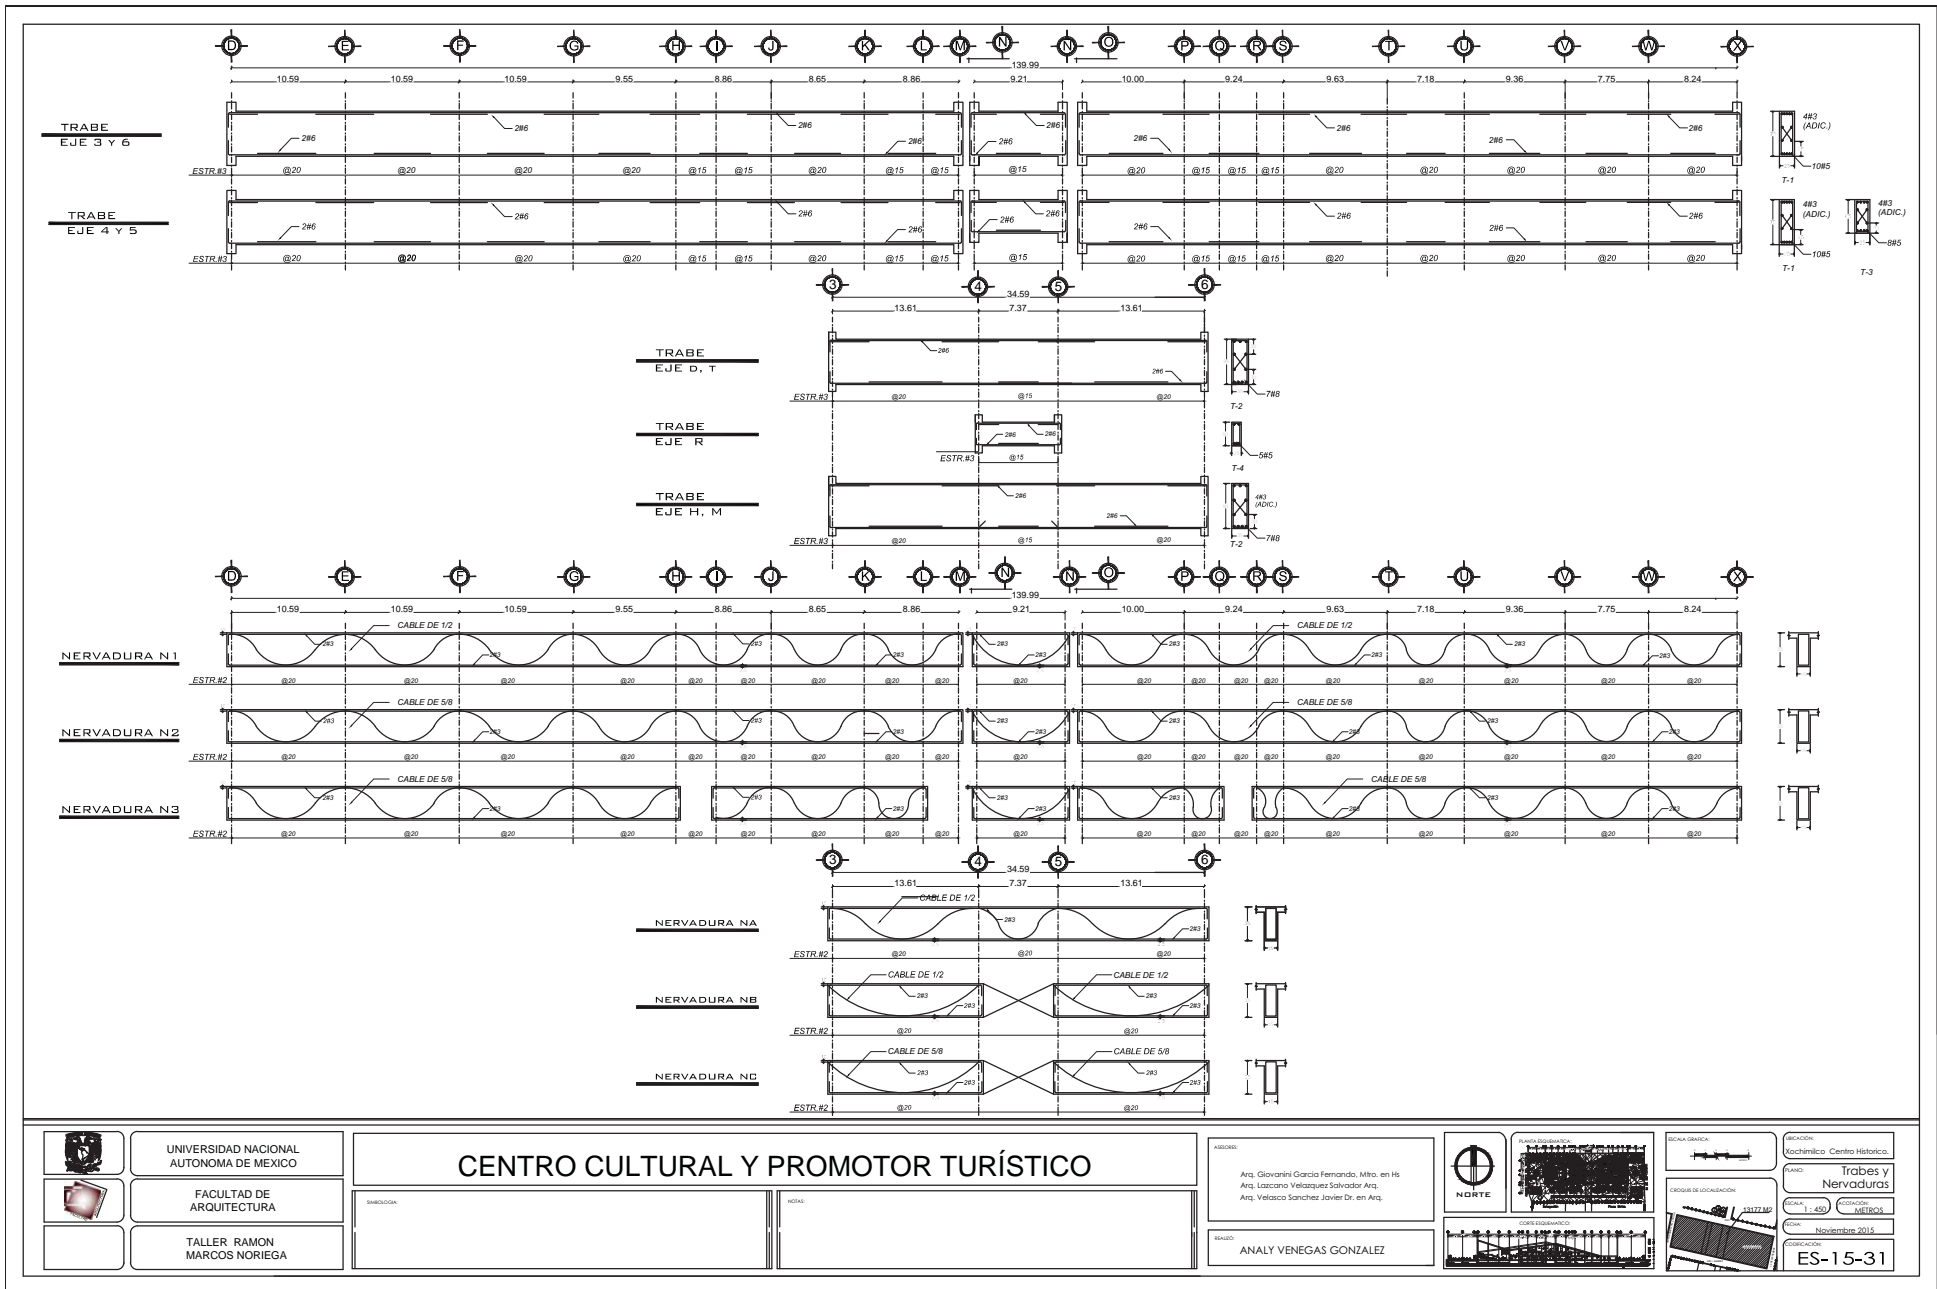 D E F G H I J K L M N N O P Q R S T U V W X
139.99
10.59 10.59 10.59 9.55 8.86 8.65 8.86 9.21 10.00 9.24 9.63 7.18 9.36 7.75 8.24
TRABE
EJE 3 Y 6
2#6 2#6 2#6 2#6 2#6 2#6 2#6 2#6 2#6 2#6
4#3
(ADIC.)
10#5
T-1
ESTR.#3 @20 @20 @20 @20 @15 @15 @20 @15 @15 @15 @20 @15 @15 @15 @20 @20 @20 @20 @20
TRABE
EJE 4 Y 5
2#6 2#6 2#6 2#6 2#6 2#6 2#6 2#6 2#6 2#6
4#3
(ADIC.)
10#5
T-1
4#3
(ADIC.)
8#5
T-3
ESTR.#3 @20 @20 @20 @20 @15 @15 @20 @15 @15 @15 @20 @15 @15 @15 @20 @20 @20 @20 @20
3 4 5 6
34.59
13.61 7.37 13.61
TRABE
EJE D, T
2#6
2#6
7#8
T-2
ESTR.#3 @20 @15 @20
TRABE
EJE R
2#6 2#6
5#5
T-4
ESTR.#3 @15
TRABE
EJE H, M
2#6
2#6
4#3
(ADIC.)
7#8
T-2
ESTR.#3 @20 @15 @20
D E F G H I J K L M N N O P Q R S T U V W X
139.99
10.59 10.59 10.59 9.55 8.86 8.65 8.86 9.21 10.00 9.24 9.63 7.18 9.36 7.75 8.24
NERVADURA N1
CABLE DE 1/2 CABLE DE 1/2
2#3 2#3 2#3 2#3 2#3 2#3 2#3 2#3 2#3 2#3 2#3
ESTR.#2 @20 @20 @20 @20 @20 @20 @20 @20 @20 @20 @20 @20 @20 @20 @20 @20 @20 @20 @20
NERVADURA N2
CABLE DE 5/8 CABLE DE 5/8
2#3 2#3 2#3 2#3 2#3 2#3 2#3 2#3 2#3 2#3 2#3
ESTR.#2 @20 @20 @20 @20 @20 @20 @20 @20 @20 @20 @20 @20 @20 @20 @20 @20 @20 @20 @20
NERVADURA N3
CABLE DE 5/8 CABLE DE 5/8
2#3 2#3 2#3 2#3 2#3 2#3 2#3 2#3 2#3 2#3 2#3
ESTR.#2 @20 @20 @20 @20 @20 @20 @20 @20 @20 @20 @20 @20 @20 @20 @20 @20 @20 @20 @20
3 4 5 6
34.59
13.61 7.37 13.61
NERVADURA NA
CABLE DE 1/2
2#3
2#3
ESTR.#2 @20 @20 @20
NERVADURA NB
CABLE DE 1/2 CABLE DE 1/2
2#3 2#3
2#3 2#3
ESTR.#2 @20 @20
NERVADURA NC
CABLE DE 5/8 CABLE DE 5/8
2#3 2#3
2#3 2#3
ESTR.#2 @20 @20
UNIVERSIDAD NACIONAL
AUTONOMA DE MEXICO
FACULTAD DE
ARQUITECTURA
TALLER RAMON
MARCOS NORIEGA
CENTRO CULTURAL Y PROMOTOR TURÍSTICO
SIMBOLOGIA:
NOTAS:
ASESORES:
Arq. Giovanini Garcia Fernando, Mtro. en Hs
Arq. Lazcano Velazquez Salvador Arq.
Arq. Velasco Sanchez Javier Dr. en Arq.
REALIZÓ:
ANALY VENEGAS GONZALEZ
NORTE
PLANTA ESQUEMATICA:
CORTE ESQUEMATICO:
ESCALA GRAFICA:
CROQUIS DE LOCALIZACIÓN:
13177 M2
UBICACIÓN:
Xochimilco Centro Historico.
PLANO:
Trabes y
Nervaduras
ESCALA:
1 : 450
ACOTACIÓN:
METROS
FECHA:
Noviembre 2015
CODIFICACIÓN:
ES-15-31